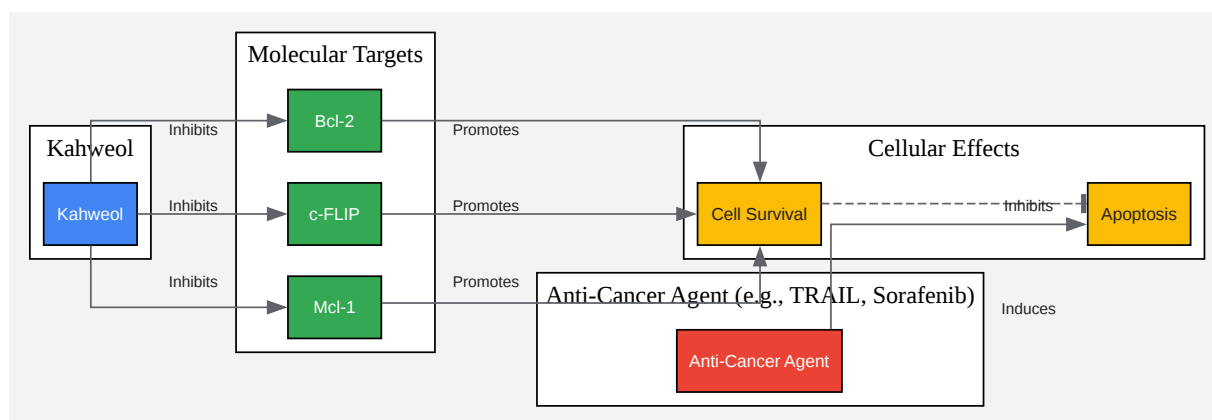 Molecular Targets
Bcl-2
Inhibits
Promotes
Kahweol
Cellular Effects
Kahweol
Inhibits
c-FLIP
Promotes
Cell Survival
Inhibits
Apoptosis
Inhibits
Mcl-1
Promotes
Anti-Cancer Agent (e.g., TRAIL, Sorafenib)
Induces
Anti-Cancer Agent